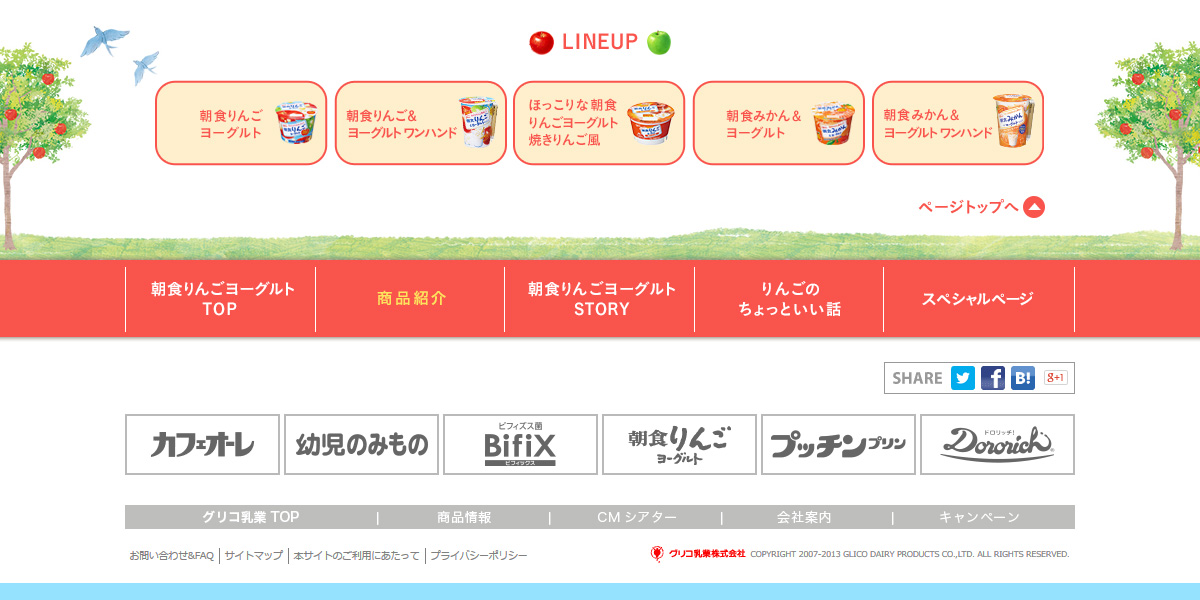 LINEUP
朝食りんご
ヨーグルト
朝食りんご&
ヨーグルトワンハンド
ほっこりな朝食
りんごヨーグルト
焼きりんご風
朝食みかん&
ヨーグルト
朝食みかん&
ヨーグルトワンハンド
ページトップへ
朝食りんごヨーグルト
TOP
商品紹介
朝食りんごヨーグルト
STORY
りんごの
ちょっといい話
スペシャルページ
SHARE
B!
g+1
カフェオーレ
幼児のみもの
ビフィズス菌
BifiX
ビフィックス
朝食りんご
ヨーグルト
プッチンプリン
ドロリッチ!
Dororich
グリコ乳業 TOP | 商品情報 | CM シアター | 会社案内 | キャンペーン
お問い合わせ&FAQ | サイトマップ | 本サイトのご利用にあたって | プライバシーポリシー
グリコ乳業株式会社 COPYRIGHT 2007-2013 GLICO DAIRY PRODUCTS CO.,LTD. ALL RIGHTS RESERVED.